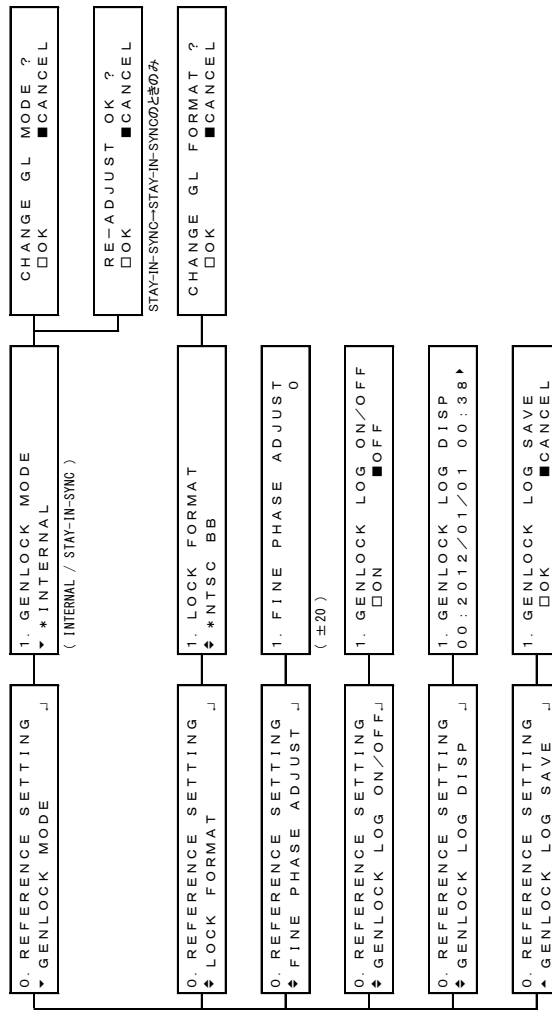 0. REFERENCE SETTING
▾ GENLOCK MODE ┘
1. GENLOCK MODE
▾ *INTERNAL
( INTERNAL / STAY-IN-SYNC )
CHANGE GL MODE ?
□OK ■CANCEL
RE-ADJUST OK ?
□OK ■CANCEL
STAY-IN-SYNC→STAY-IN-SYNCのときのみ
0. REFERENCE SETTING
♦ LOCK FORMAT ┘
1. LOCK FORMAT
♦ *NTSC BB
CHANGE GL FORMAT ?
□OK ■CANCEL
0. REFERENCE SETTING
♦ FINE PHASE ADJUST ┘
1. FINE PHASE ADJUST
0
( ±20 )
0. REFERENCE SETTING
♦ GENLOCK LOG ON/OFF┘
1. GENLOCK LOG ON/OFF
□ON ■OFF
0. REFERENCE SETTING
♦ GENLOCK LOG DISP ┘
1. GENLOCK LOG DISP
00:2012/01/01 00:38▸
0. REFERENCE SETTING
▴ GENLOCK LOG SAVE ┘
1. GENLOCK LOG SAVE
□OK ■CANCEL